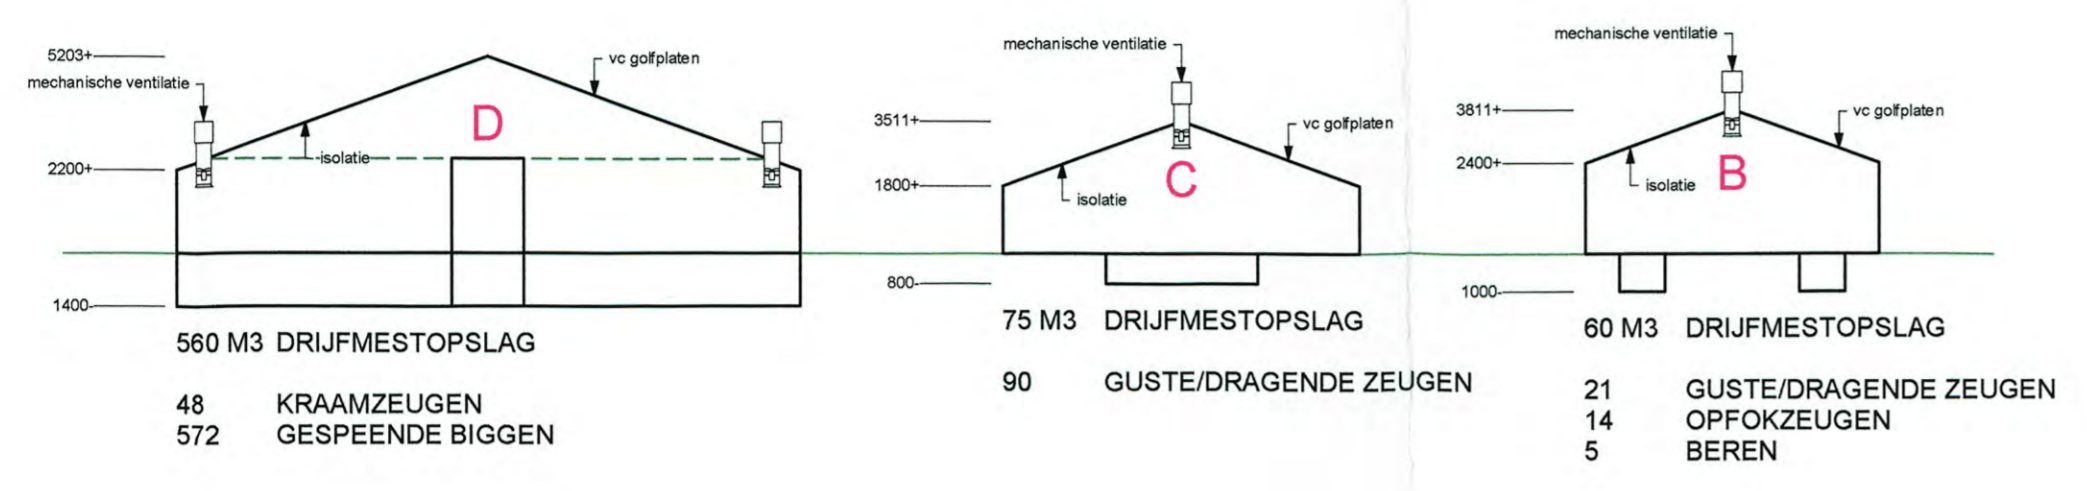 5203+
mechanische ventilatie
vc golfplaten
D
isolatie
2200+
1400-
560 M3 DRIJFMESTOPSLAG
48 KRAAMZEUGEN
572 GESPEENDE BIGGEN
mechanische ventilatie
3511+
vc golfplaten
1800+
C
isolatie
800-
75 M3 DRIJFMESTOPSLAG
90 GUSTE/DRAGENDE ZEUGEN
mechanische ventilatie
3811+
vc golfplaten
2400+
B
isolatie
1000-
60 M3 DRIJFMESTOPSLAG
21 GUSTE/DRAGENDE ZEUGEN
14 OPFOKZEUGEN
5 BEREN